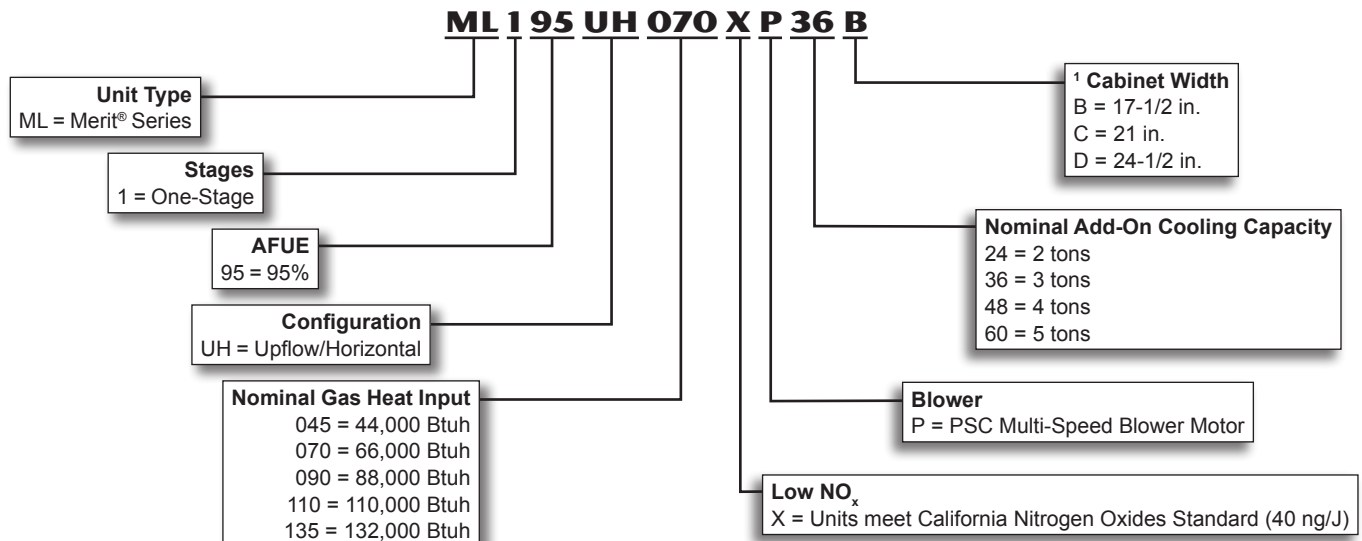 ML 1 95 UH 070 X P 36 B
Unit Type
ML = Merit® Series
Stages
1 = One-Stage
AFUE
95 = 95%
Configuration
UH = Upflow/Horizontal
Nominal Gas Heat Input
045 = 44,000 Btuh
070 = 66,000 Btuh
090 = 88,000 Btuh
110 = 110,000 Btuh
135 = 132,000 Btuh
¹ Cabinet Width
B = 17-1/2 in.
C = 21 in.
D = 24-1/2 in.
Nominal Add-On Cooling Capacity
24 = 2 tons
36 = 3 tons
48 = 4 tons
60 = 5 tons
Blower
P = PSC Multi-Speed Blower Motor
Low NOₓ
X = Units meet California Nitrogen Oxides Standard (40 ng/J)